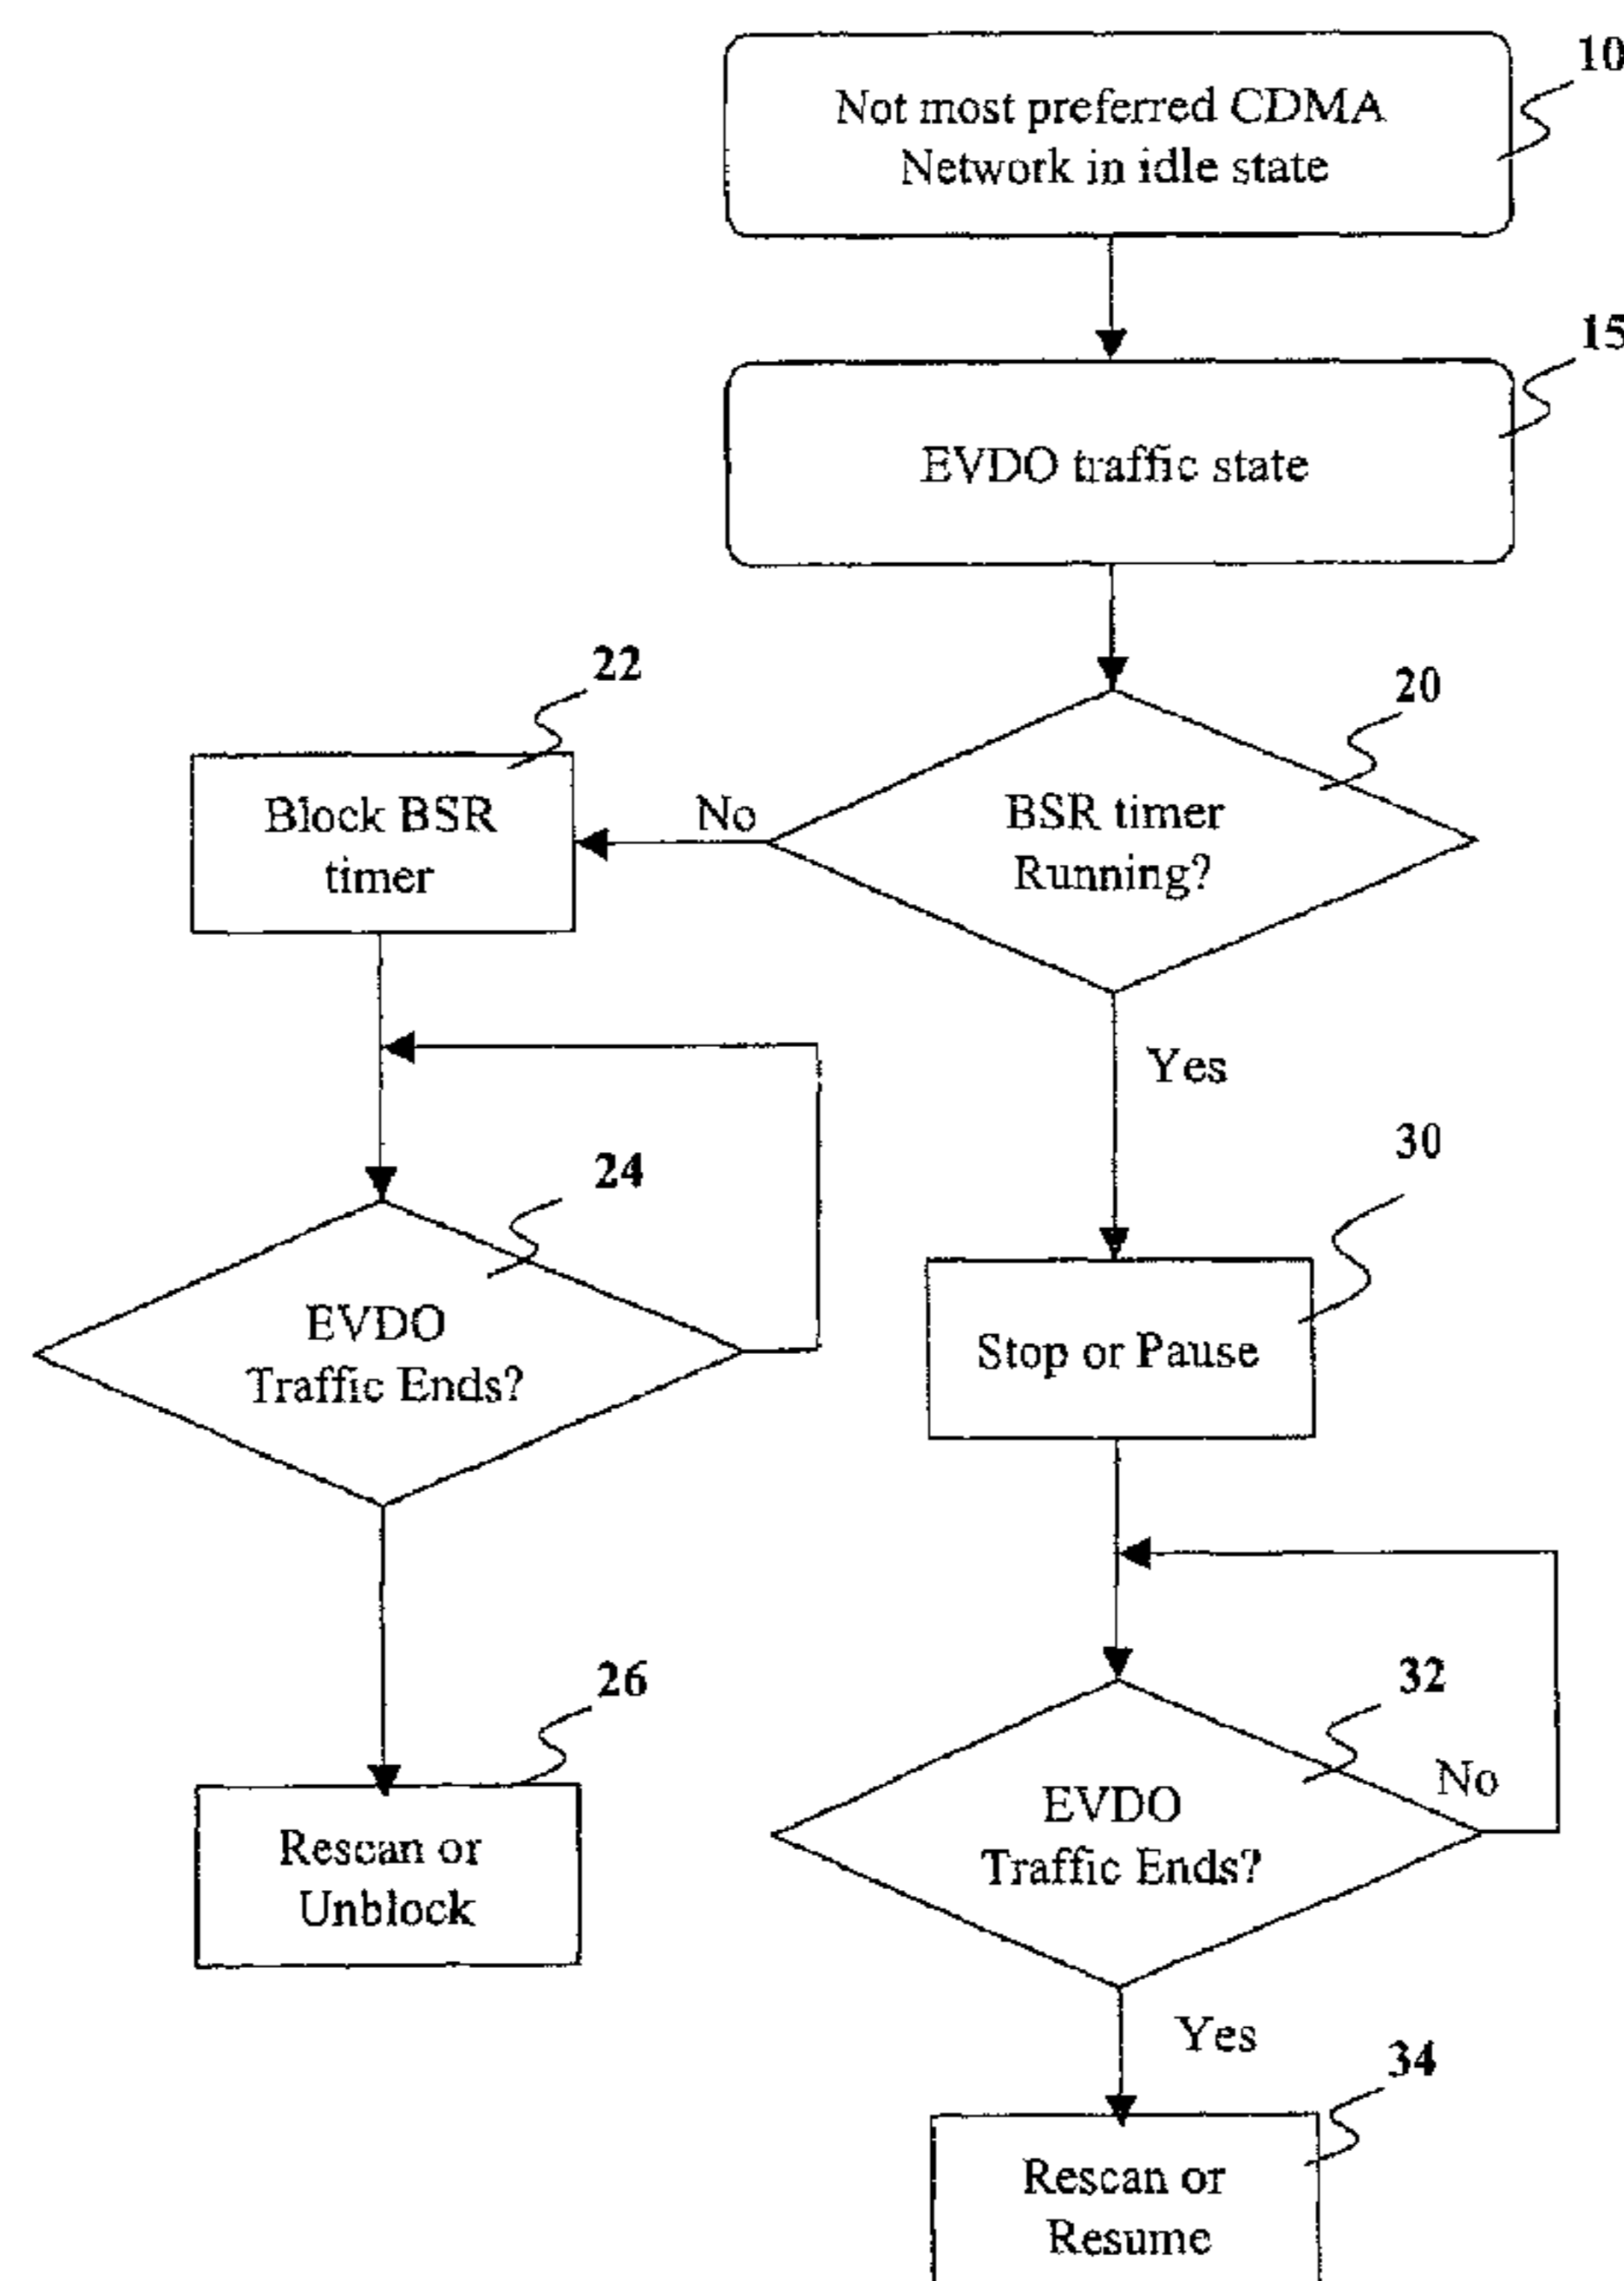 10
Not most preferred CDMA
Network in idle state
15
EVDO traffic state
20
BSR timer
Running?
No
22
Block BSR
timer
Yes
24
EVDO
Traffic Ends?
30
Stop or Pause
26
Rescan or
Unblock
32
EVDO
Traffic Ends?
No
Yes
34
Rescan or
Resume